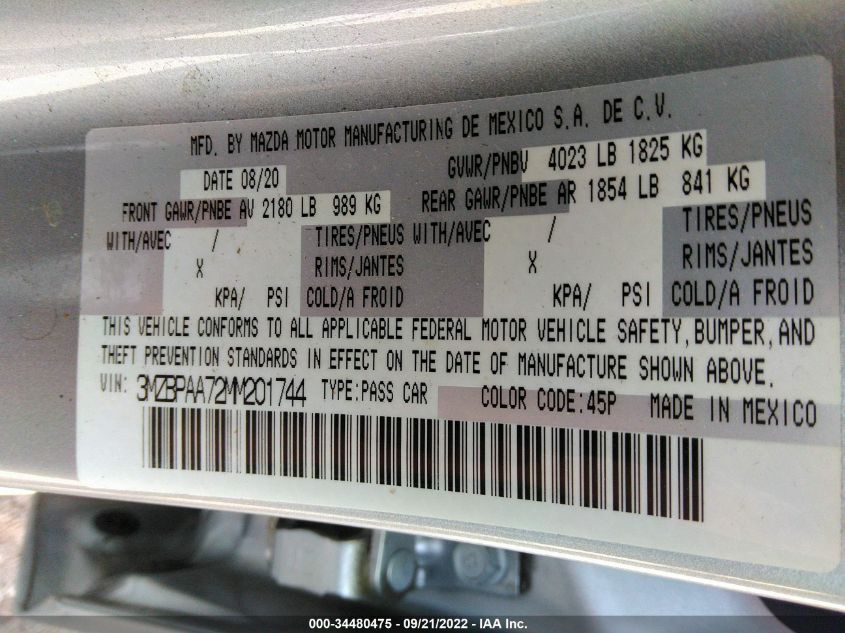 MFD. BY MAZDA MOTOR MANUFACTURING DE MEXICO S.A. DE C.V.
DATE 08/20 GVWR/PNBV 4023 LB 1825 KG
FRONT GAWR/PNBE AV 2180 LB 989 KG REAR GAWR/PNBE AR 1854 LB 841 KG
WITH/AVEC / TIRES/PNEUS WITH/AVEC / TIRES/PNEUS
X RIMS/JANTES X RIMS/JANTES
KPA/ PSI COLD/A FROID KPA/ PSI COLD/A FROID
THIS VEHICLE CONFORMS TO ALL APPLICABLE FEDERAL MOTOR VEHICLE SAFETY, BUMPER, AND
THEFT PREVENTION STANDARDS IN EFFECT ON THE DATE OF MANUFACTURE SHOWN ABOVE.
VIN: 3MZBPAA72MM201744 TYPE:PASS CAR COLOR CODE:45P MADE IN MEXICO
000-34480475 - 09/21/2022 - IAA Inc.